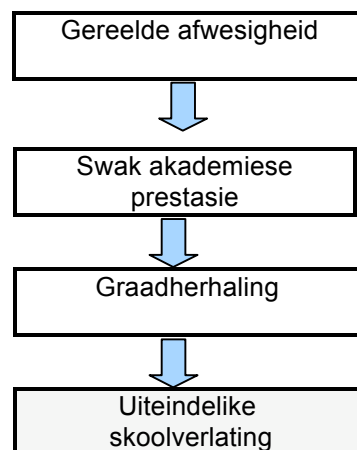 Gereelde afwesigheid
Swak akademiese
prestasie
Graadherhaling
Uiteindelike
skoolverlating